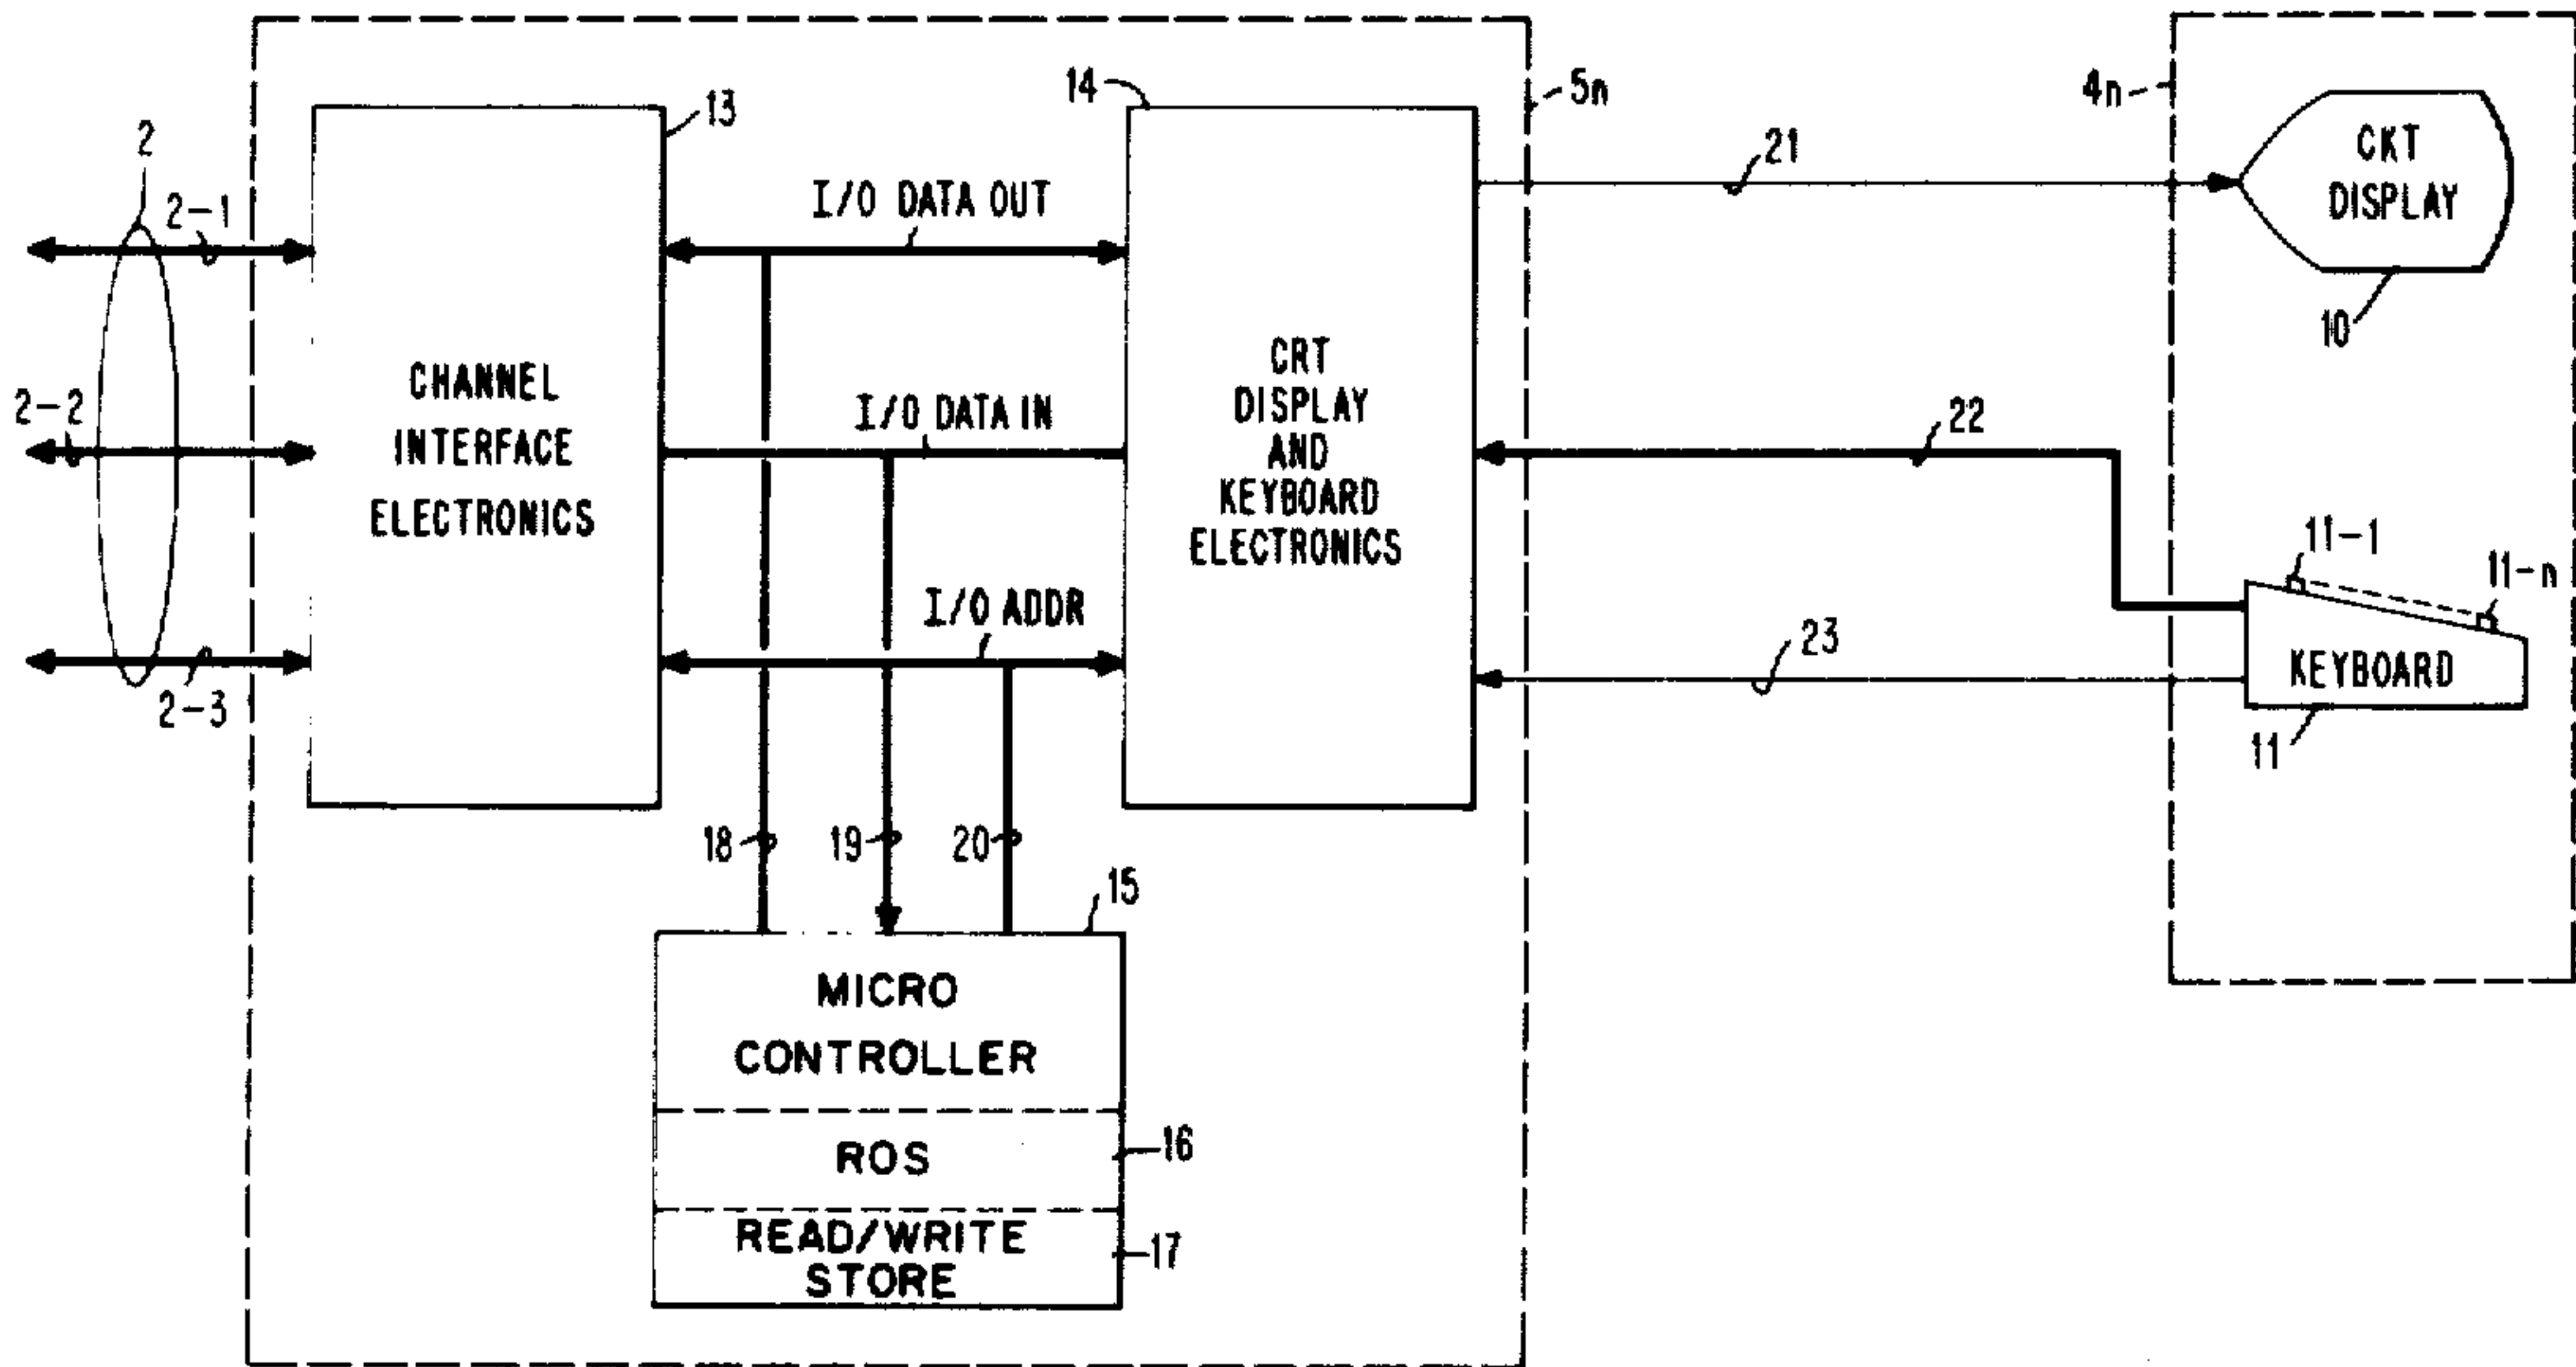 2
2-1
2-2
2-3
13
CHANNEL
INTERFACE
ELECTRONICS
I/O DATA OUT
I/O DATA IN
I/O ADDR
14
CRT
DISPLAY
AND
KEYBOARD
ELECTRONICS
5n
18
19
20
15
MICRO
CONTROLLER
ROS
16
READ/WRITE
STORE
17
21
22
23
4n
CKT
DISPLAY
10
11-1
11-n
KEYBOARD
11